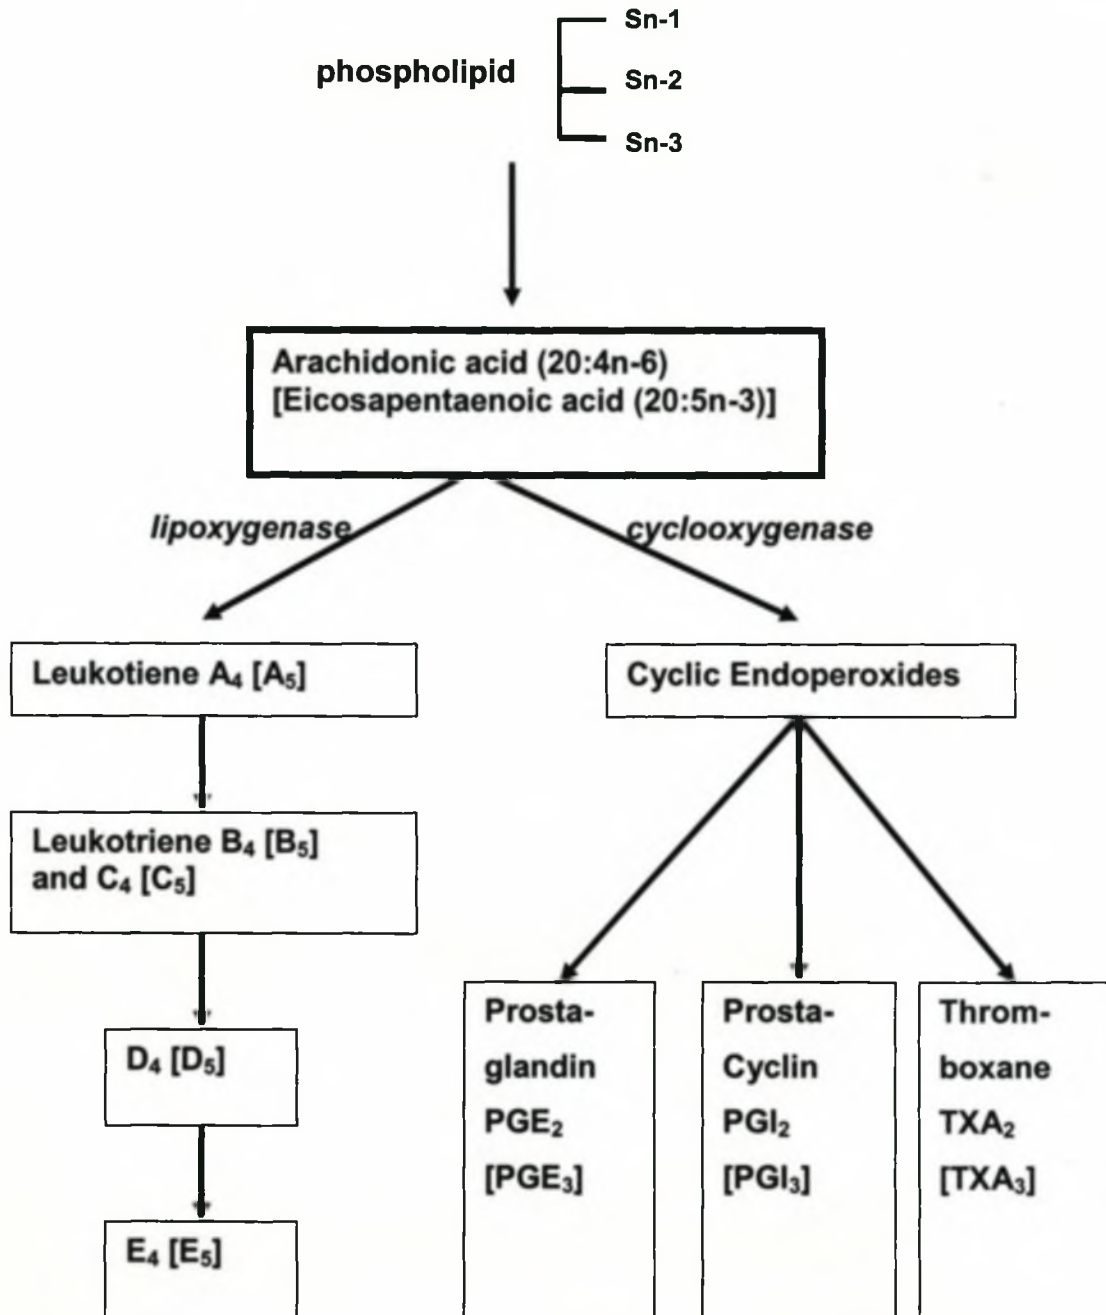 Sn-1
phospholipid
Sn-2
Sn-3
Arachidonic acid (20:4n-6)
[Eicosapentaenoic acid (20:5n-3)]
lipoxygenase
cyclooxygenase
Leukotiene A₄ [A₅]
Cyclic Endoperoxides
Leukotriene B₄ [B₅]
and C₄ [C₅]
D₄ [D₅]
E₄ [E₅]
Prosta-
glandin
PGE₂
[PGE₃]
Prosta-
Cyclin
PGI₂
[PGI₃]
Throm-
boxane
TXA₂
[TXA₃]